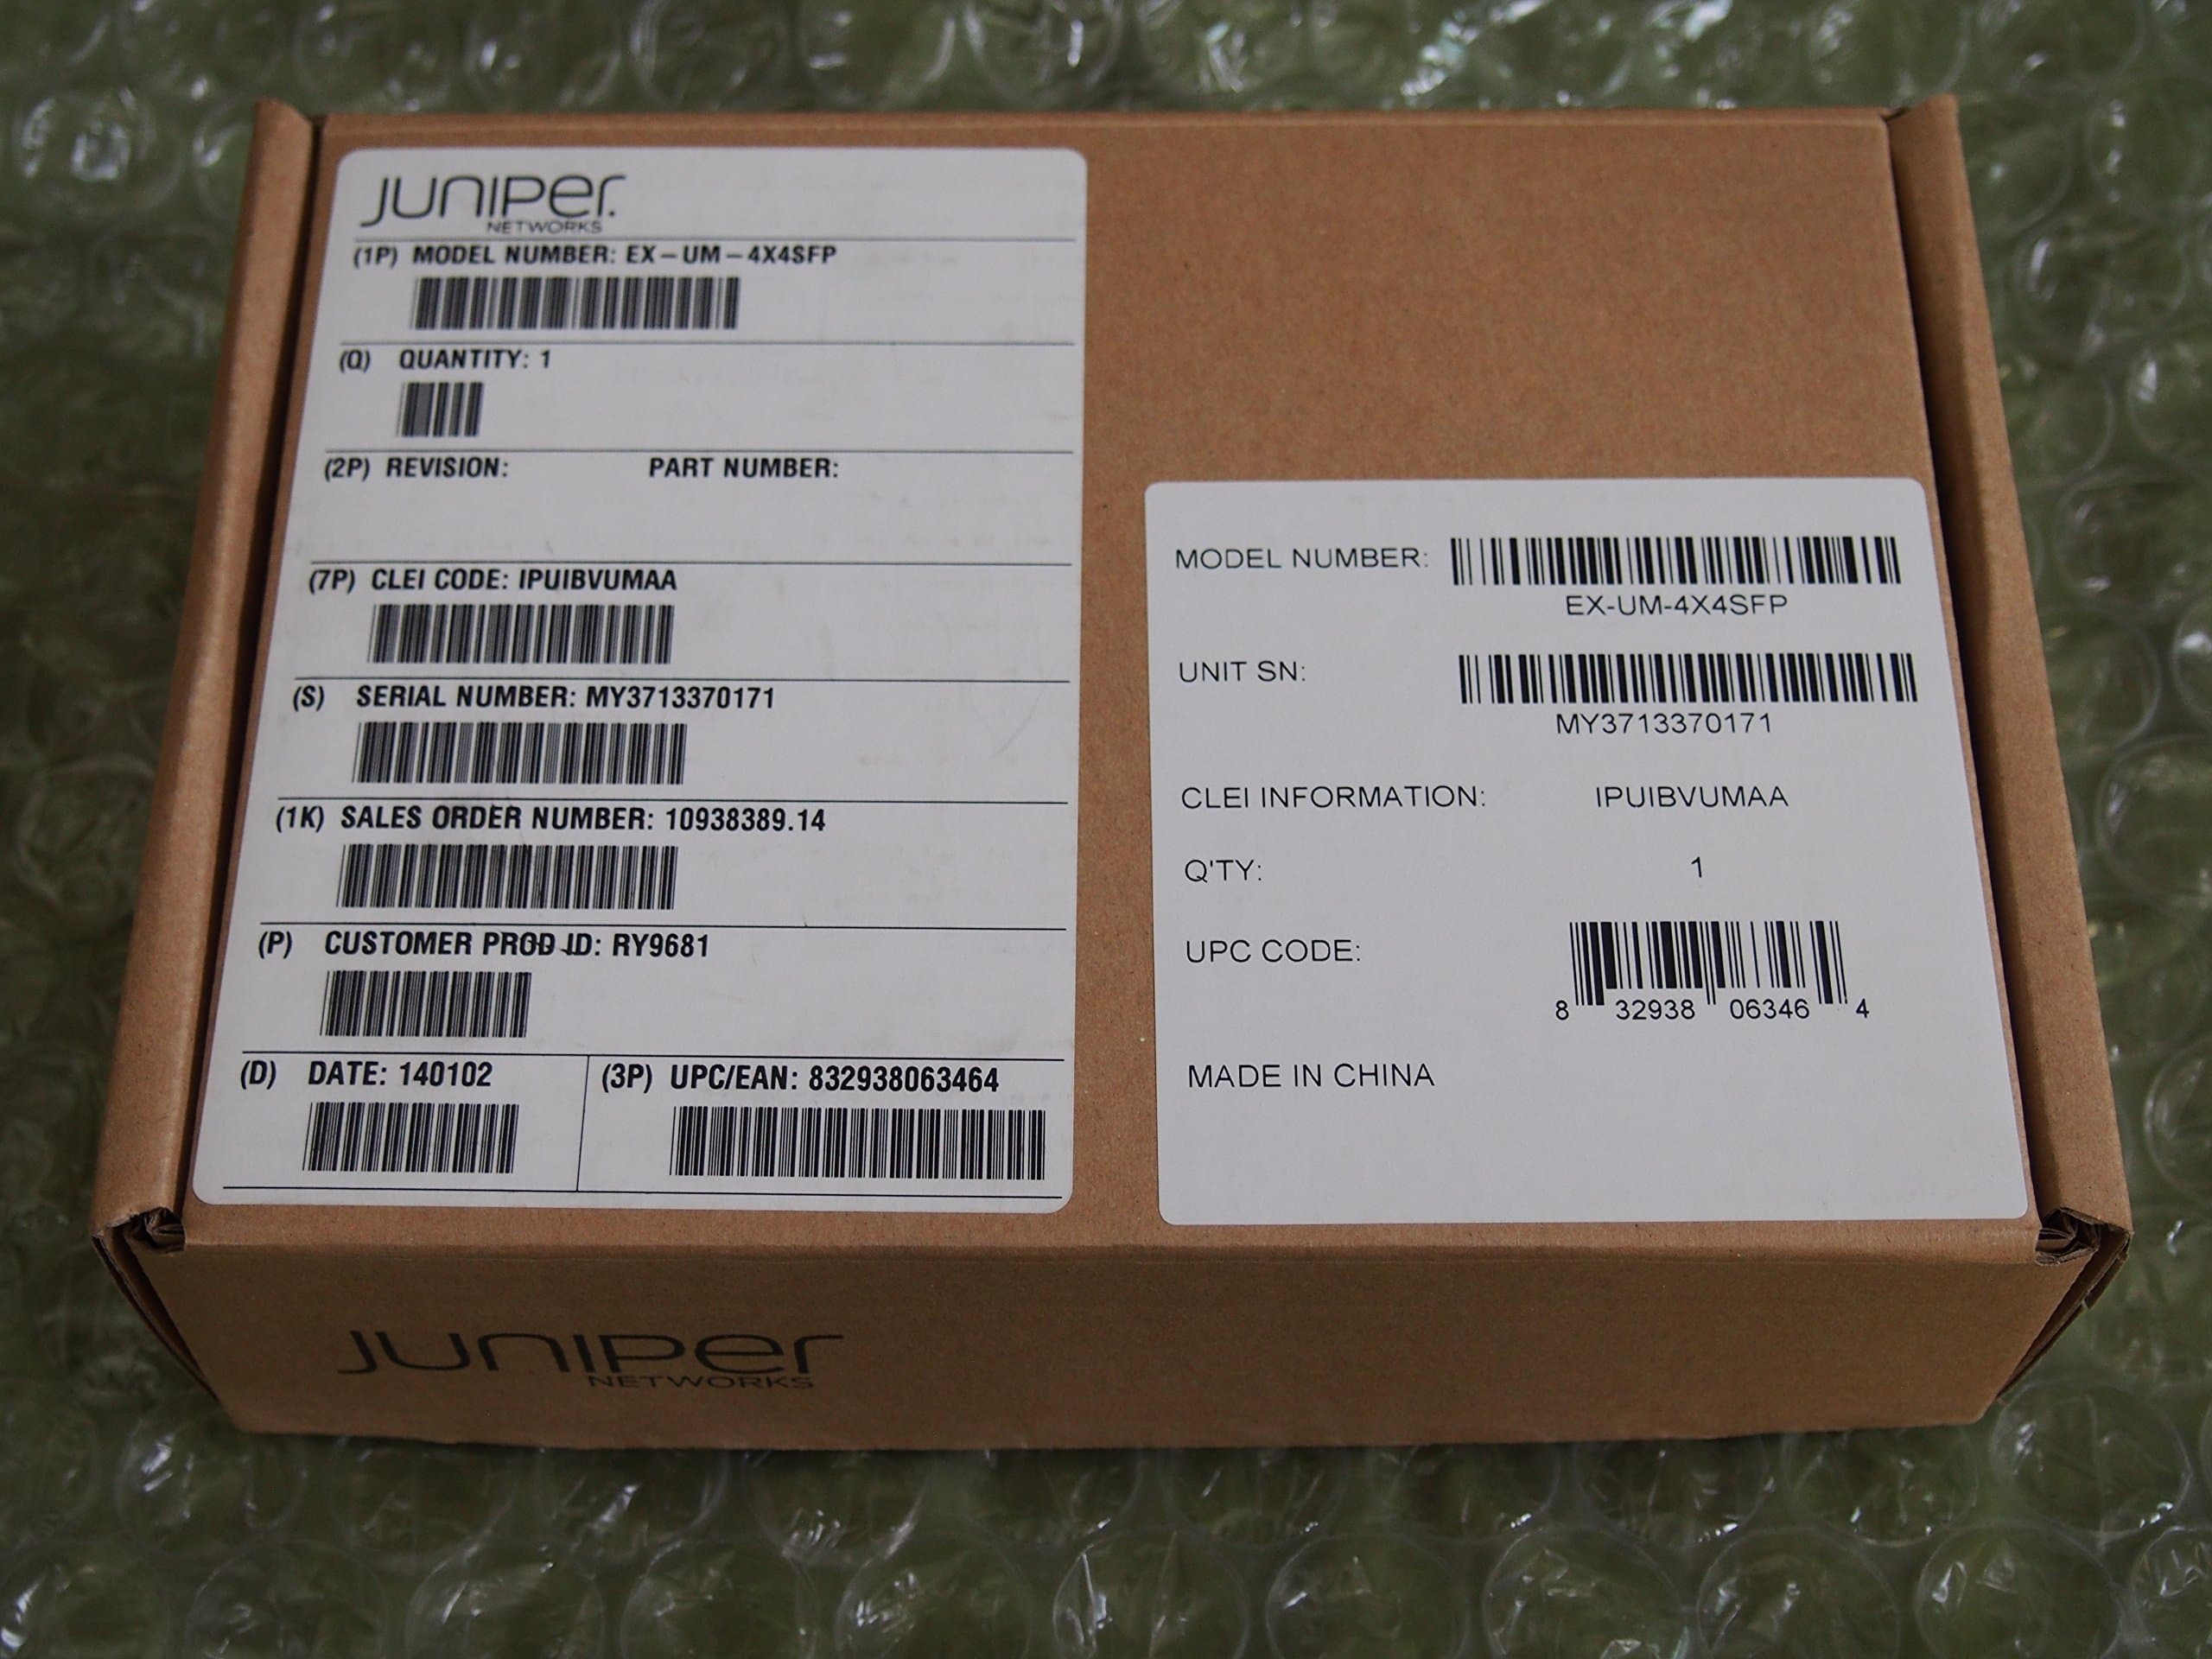 JUNIPER
NETWORKS
(1P) MODEL NUMBER: EX-UM-4X4SFP
(Q) QUANTITY: 1
(2P) REVISION: PART NUMBER:
(7P) CLEI CODE: IPUIBVUMAA
(S) SERIAL NUMBER: MY3713370171
(1K) SALES ORDER NUMBER: 10938389.14
(P) CUSTOMER PROD ID: RY9681
(D) DATE: 140102 (3P) UPC/EAN: 832938063464
MODEL NUMBER:
EX-UM-4X4SFP
UNIT SN:
MY3713370171
CLEI INFORMATION: IPUIBVUMAA
Q'TY: 1
UPC CODE:
8 32938 06346 4
MADE IN CHINA
JUNIPER
NETWORKS